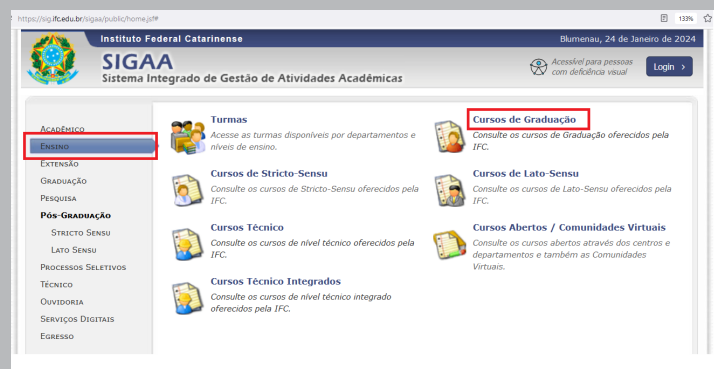 https://sig.ifc.edu.br/sigaa/public/home.jsf#
133%
Instituto Federal Catarinense
Blumenau, 24 de Janeiro de 2024
SIGAA
Sistema Integrado de Gestão de Atividades Acadêmicas
Acessível para pessoas
com deficiência visual
Login >
Acadêmico
Ensino
Extensão
Graduação
Pesquisa
Pós-Graduação
Stricto Sensu
Lato Sensu
Processos Seletivos
Técnico
Ouvidoria
Serviços Digitais
Egresso
Turmas
Acesse as turmas disponíveis por departamentos e
níveis de ensino.
Cursos de Graduação
Consulte os cursos de Graduação oferecidos pela
IFC.
Cursos de Stricto-Sensu
Consulte os cursos de Stricto-Sensu oferecidos pela
IFC.
Cursos de Lato-Sensu
Consulte os cursos de Lato-Sensu oferecidos pela
IFC.
Cursos Técnico
Consulte os cursos de nível técnico oferecidos pela
IFC.
Cursos Abertos / Comunidades Virtuais
Consulte os cursos abertos através dos centros e
departamentos e também as Comunidades
Virtuais.
Cursos Técnico Integrados
Consulte os cursos de nível técnico integrado
oferecidos pela IFC.